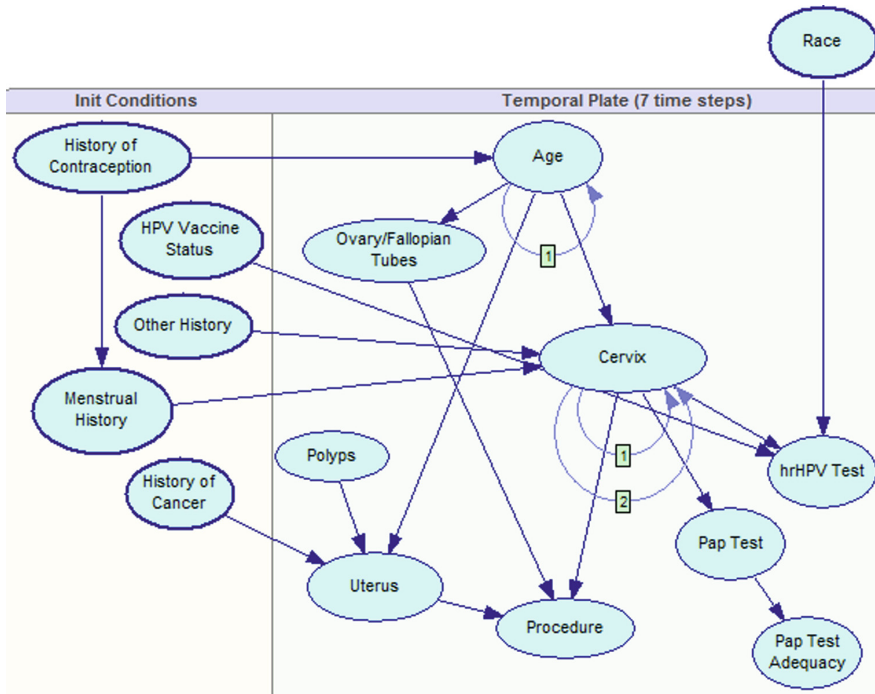 Race
Init Conditions
Temporal Plate (7 time steps)
History of
Contraception
Age
HPV Vaccine
Status
Ovary/Fallopian
Tubes
1
Other History
Cervix
Menstrual
History
Polyps
1
hrHPV Test
History of
Cancer
2
Pap Test
Uterus
Procedure
Pap Test
Adequacy